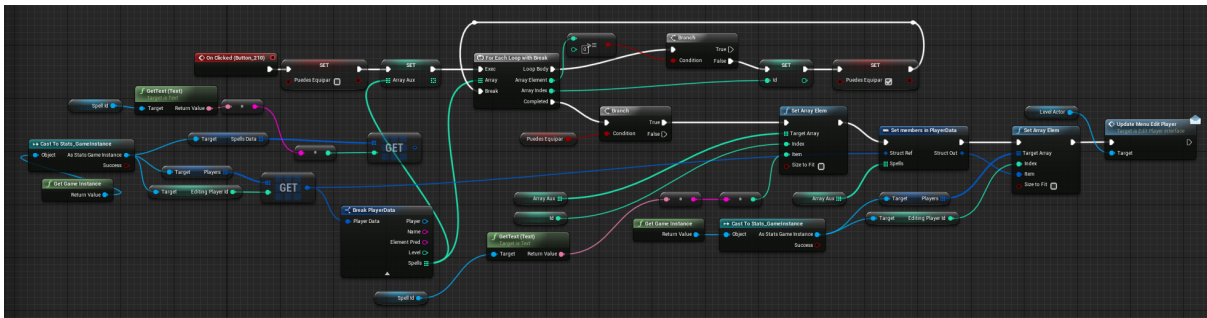 On Clicked (Button_210)
SET
Puedes Equipar
SET
Array Aux
For Each Loop with Break
Exec
Loop Body
Array
Array Element
Break
Array Index
Completed
0
>=
Branch
True
Condition
False
SET
Id
SET
Puedes Equipar
Spell Id
GetText (Text)
Target is Text
Target
Return Value
Cast To Stats_GameInstance
Object
As Stats Game Instance
Success
Get Game Instance
Return Value
Target
Spells Data
GET
Target
Players
Target
Editing Player Id
GET
Break PlayerData
Player Data
Player
Name
Element Pred
Level
Spells
Spell Id
Branch
True
Condition
False
Puedes Equipar
Array Aux
Id
GetText (Text)
Target is Text
Target
Return Value
Set Array Elem
Target Array
Index
Item
Size to Fit
Array Aux
Get Game Instance
Return Value
Cast To Stats_GameInstance
Object
As Stats Game Instance
Success
Set members in PlayerData
Struct Ref
Struct Out
Spells
Target
Players
Target
Editing Player Id
Set Array Elem
Target Array
Index
Item
Size to Fit
Level Actor
Update Menu Edit Player
Target is Edit Player Interface
Target